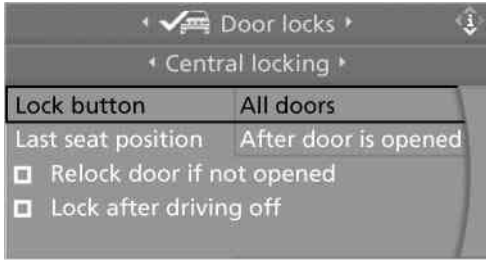 Door locks
Central locking
Lock button All doors
Last seat position After door is opened
Relock door if not opened
Lock after driving off